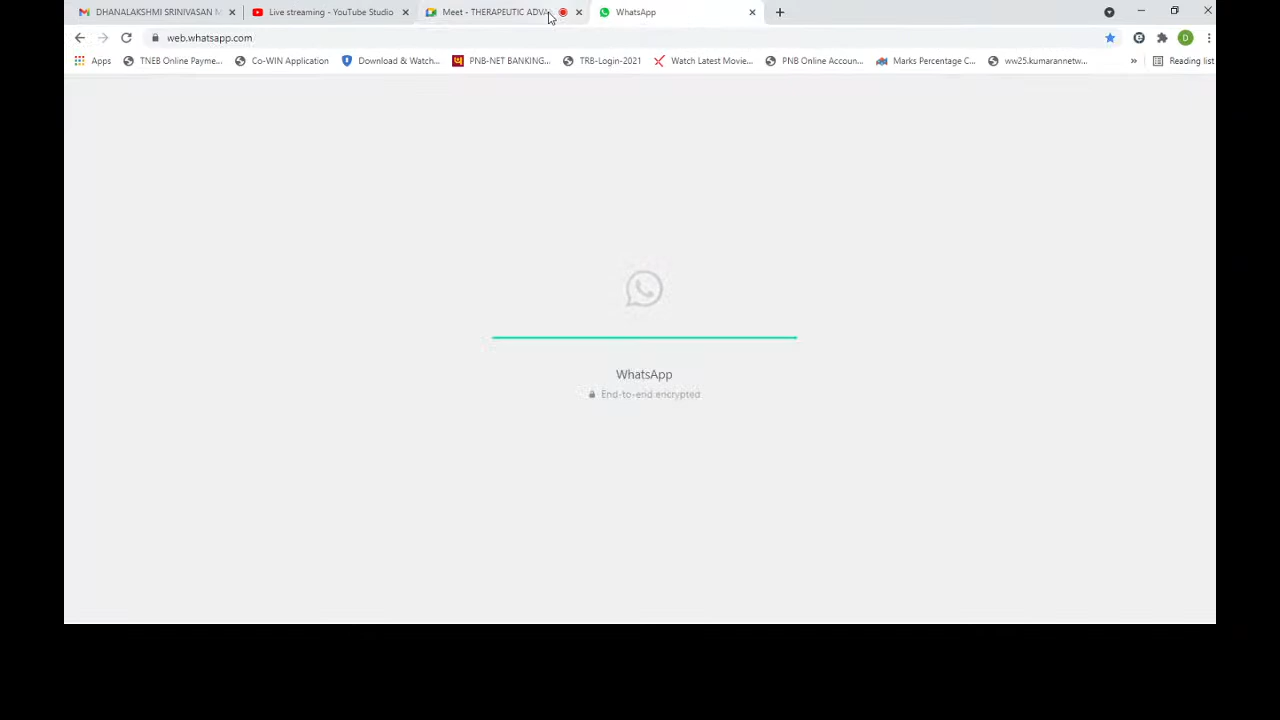 DHANALAKSHMI SRINIVASAN M
Live streaming - YouTube Studio
Meet - THERAPEUTIC ADVA
WhatsApp
web.whatsapp.com
D
Apps
TNEB Online Payme...
Co-WIN Application
Download & Watch...
PNB-NET BANKING...
TRB-Login-2021
Watch Latest Movie...
PNB Online Accoun...
Marks Percentage C...
ww25.kumarannetw...
»
Reading list
WhatsApp
End-to-end encrypted